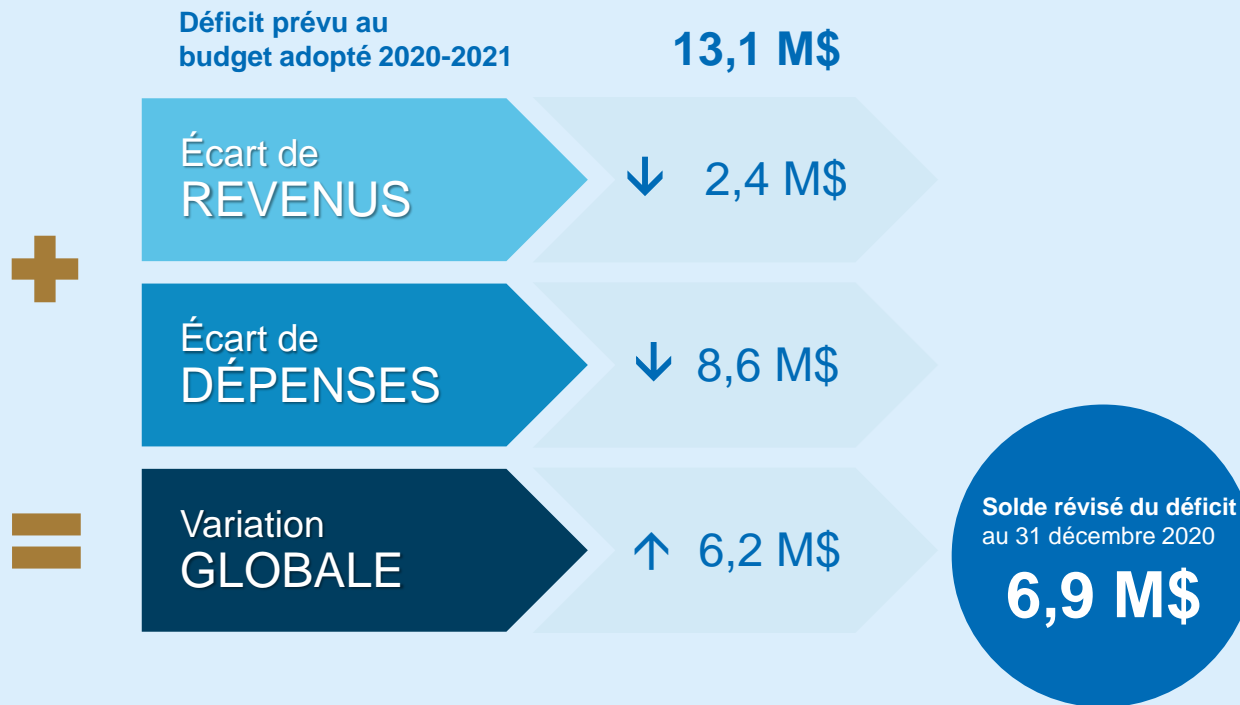 Déficit prévu au
budget adopté 2020-2021
13,1 M$
Écart de
REVENUS
↓ 2,4 M$
Écart de
DÉPENSES
↓ 8,6 M$
Variation
GLOBALE
↑ 6,2 M$
Solde révisé du déficit
au 31 décembre 2020
6,9 M$